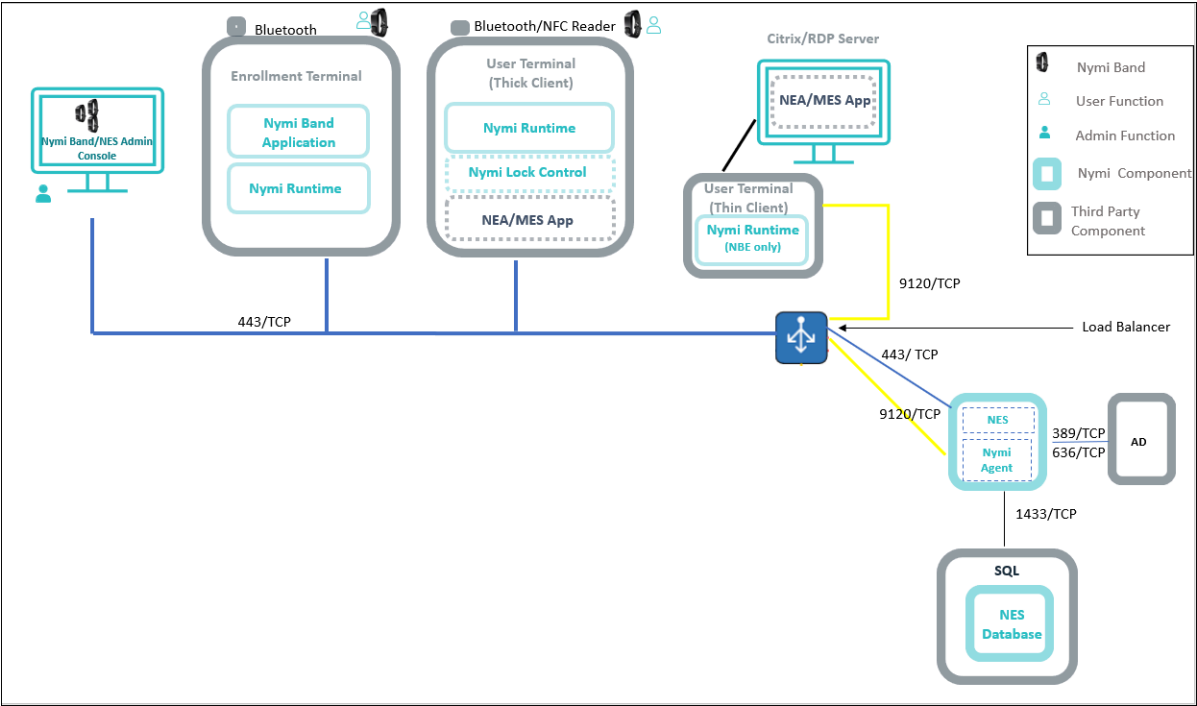 Bluetooth
Enrollment Terminal
Nymi Band
Application
Nymi Runtime
Bluetooth/NFC Reader
User Terminal
(Thick Client)
Nymi Runtime
Nymi Lock Control
NEA/MES App
Citrix/RDP Server
NEA/MES App
User Terminal
(Thin Client)
Nymi Runtime
(NBE only)
Nymi Band/NES Admin
Console
Nymi Band
User Function
Admin Function
Nymi Component
Third Party
Component
9120/TCP
443/TCP
Load Balancer
443/ TCP
9120/TCP
NES
Nymi
Agent
389/TCP
636/TCP
AD
1433/TCP
SQL
NES
Database